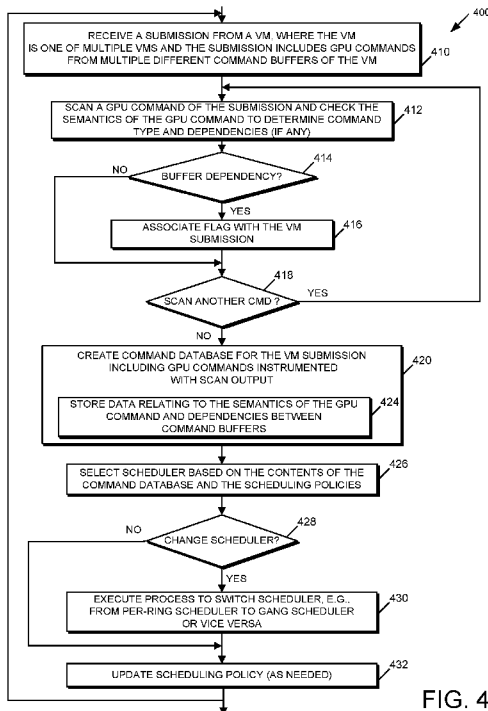 400
RECEIVE A SUBMISSION FROM A VM, WHERE THE VM
IS ONE OF MULTIPLE VMS AND THE SUBMISSION INCLUDES GPU COMMANDS
FROM MULTIPLE DIFFERENT COMMAND BUFFERS OF THE VM
410
SCAN A GPU COMMAND OF THE SUBMISSION AND CHECK THE
SEMANTICS OF THE GPU COMMAND TO DETERMINE COMMAND
TYPE AND DEPENDENCIES (IF ANY)
412
414
NO
BUFFER DEPENDENCY?
YES
416
ASSOCIATE FLAG WITH THE VM
SUBMISSION
418
SCAN ANOTHER CMD ?
YES
NO
CREATE COMMAND DATABASE FOR THE VM SUBMISSION
INCLUDING GPU COMMANDS INSTRUMENTED
WITH SCAN OUTPUT
420
STORE DATA RELATING TO THE SEMANTICS OF THE GPU
COMMAND AND DEPENDENCIES BETWEEN
COMMAND BUFFERS
424
SELECT SCHEDULER BASED ON THE CONTENTS OF THE
COMMAND DATABASE AND THE SCHEDULING POLICIES
426
428
NO
CHANGE SCHEDULER?
YES
EXECUTE PROCESS TO SWITCH SCHEDULER, E.G.,
FROM PER-RING SCHEDULER TO GANG SCHEDULER
OR VICE VERSA
430
UPDATE SCHEDULING POLICY (AS NEEDED)
432
FIG. 4